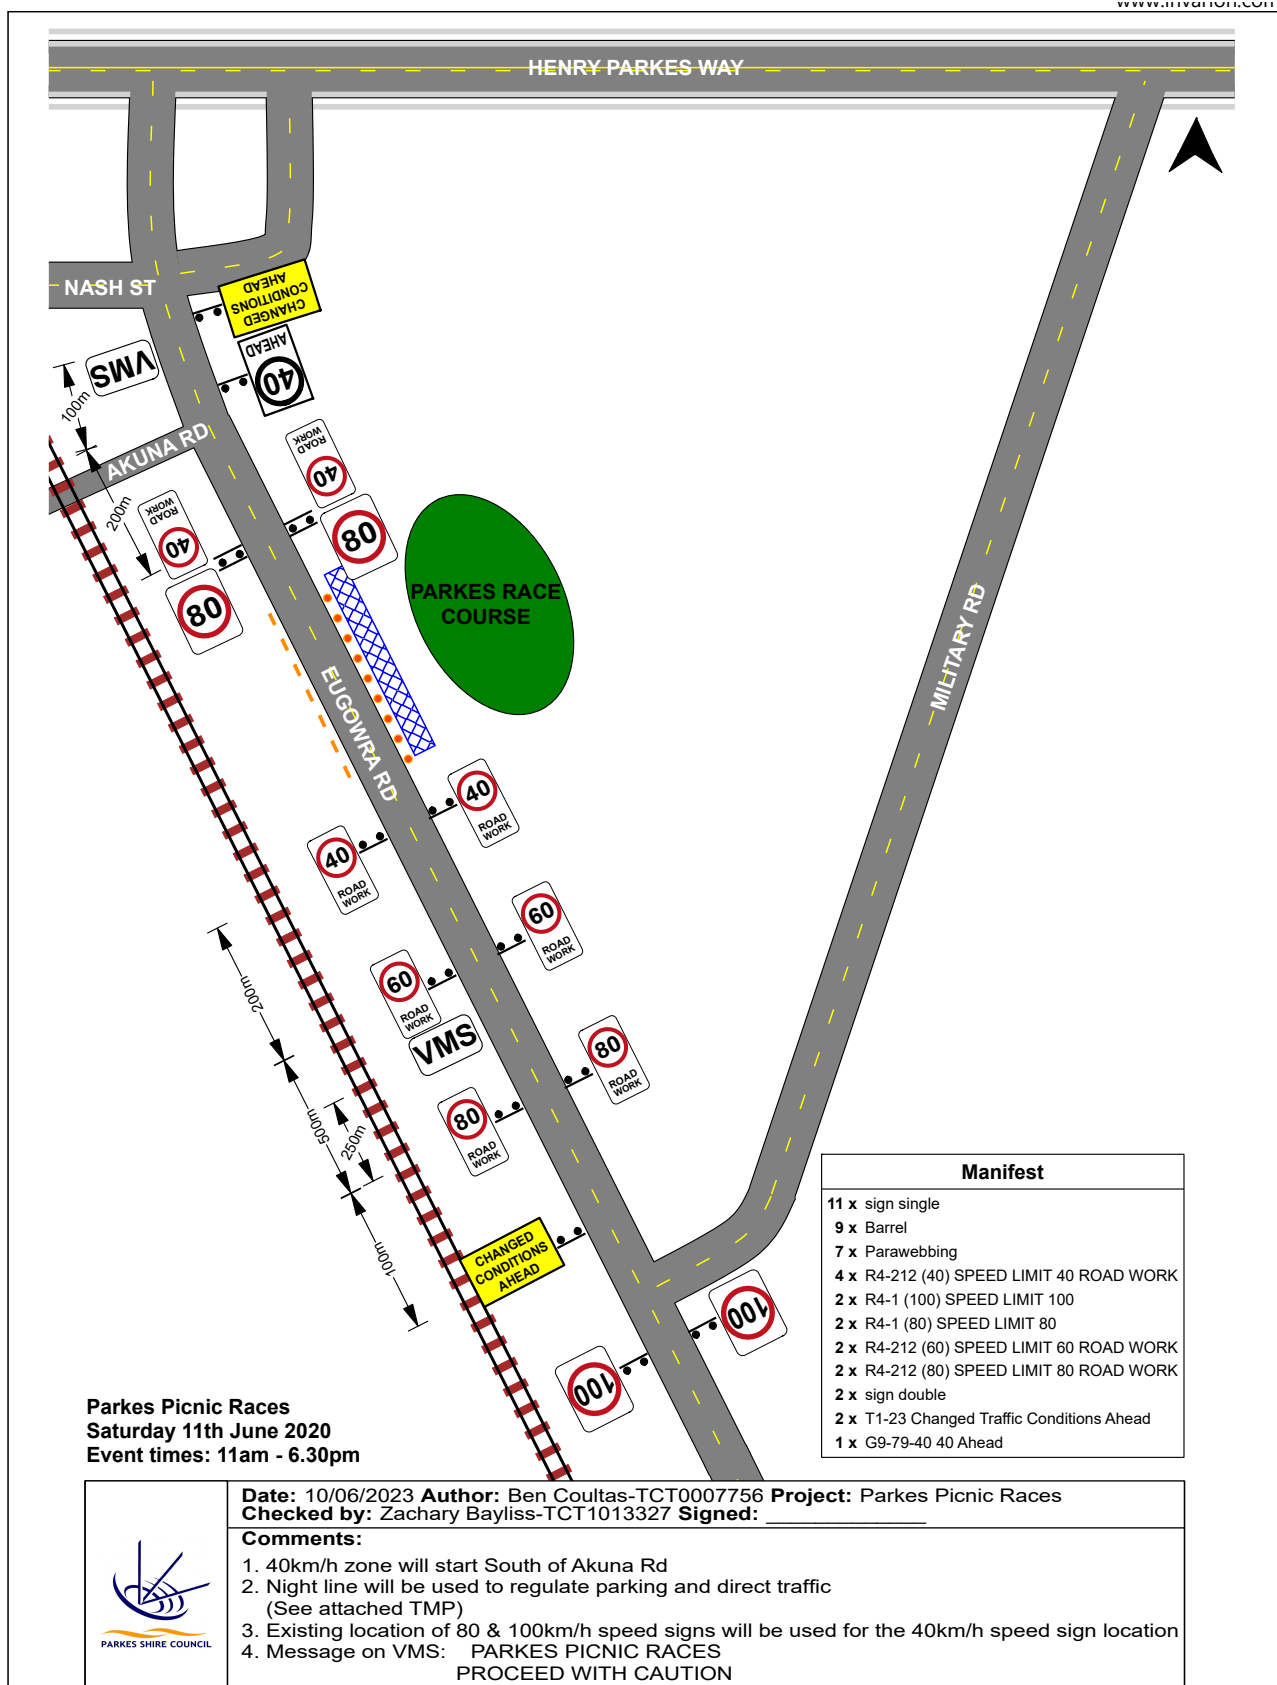 www.invarion.com
HENRY PARKES WAY
NASH ST
CHANGED
CONDITIONS
AHEAD
40
AHEAD
VMS
100m
AKUNA RD
ROAD
WORK
40
200m
ROAD
WORK
40
80
80
PARKES RACE
COURSE
MILITARY RD
EUGOWRA RD
40
ROAD
WORK
40
ROAD
WORK
60
ROAD
WORK
60
ROAD
WORK
200m
VMS
80
ROAD
WORK
80
ROAD
WORK
500m
250m
100m
CHANGED
CONDITIONS
AHEAD
100
100
Manifest
11 x sign single
9 x Barrel
7 x Parawebbing
4 x R4-212 (40) SPEED LIMIT 40 ROAD WORK
2 x R4-1 (100) SPEED LIMIT 100
2 x R4-1 (80) SPEED LIMIT 80
2 x R4-212 (60) SPEED LIMIT 60 ROAD WORK
2 x R4-212 (80) SPEED LIMIT 80 ROAD WORK
2 x sign double
2 x T1-23 Changed Traffic Conditions Ahead
1 x G9-79-40 40 Ahead
Parkes Picnic Races
Saturday 11th June 2020
Event times: 11am - 6.30pm
PARKES SHIRE COUNCIL
Date: 10/06/2023 Author: Ben Coultas-TCT0007756 Project: Parkes Picnic Races
Checked by: Zachary Bayliss-TCT1013327 Signed: ______________
Comments:
1. 40km/h zone will start South of Akuna Rd
2. Night line will be used to regulate parking and direct traffic
(See attached TMP)
3. Existing location of 80 & 100km/h speed signs will be used for the 40km/h speed sign location
4. Message on VMS: PARKES PICNIC RACES
PROCEED WITH CAUTION